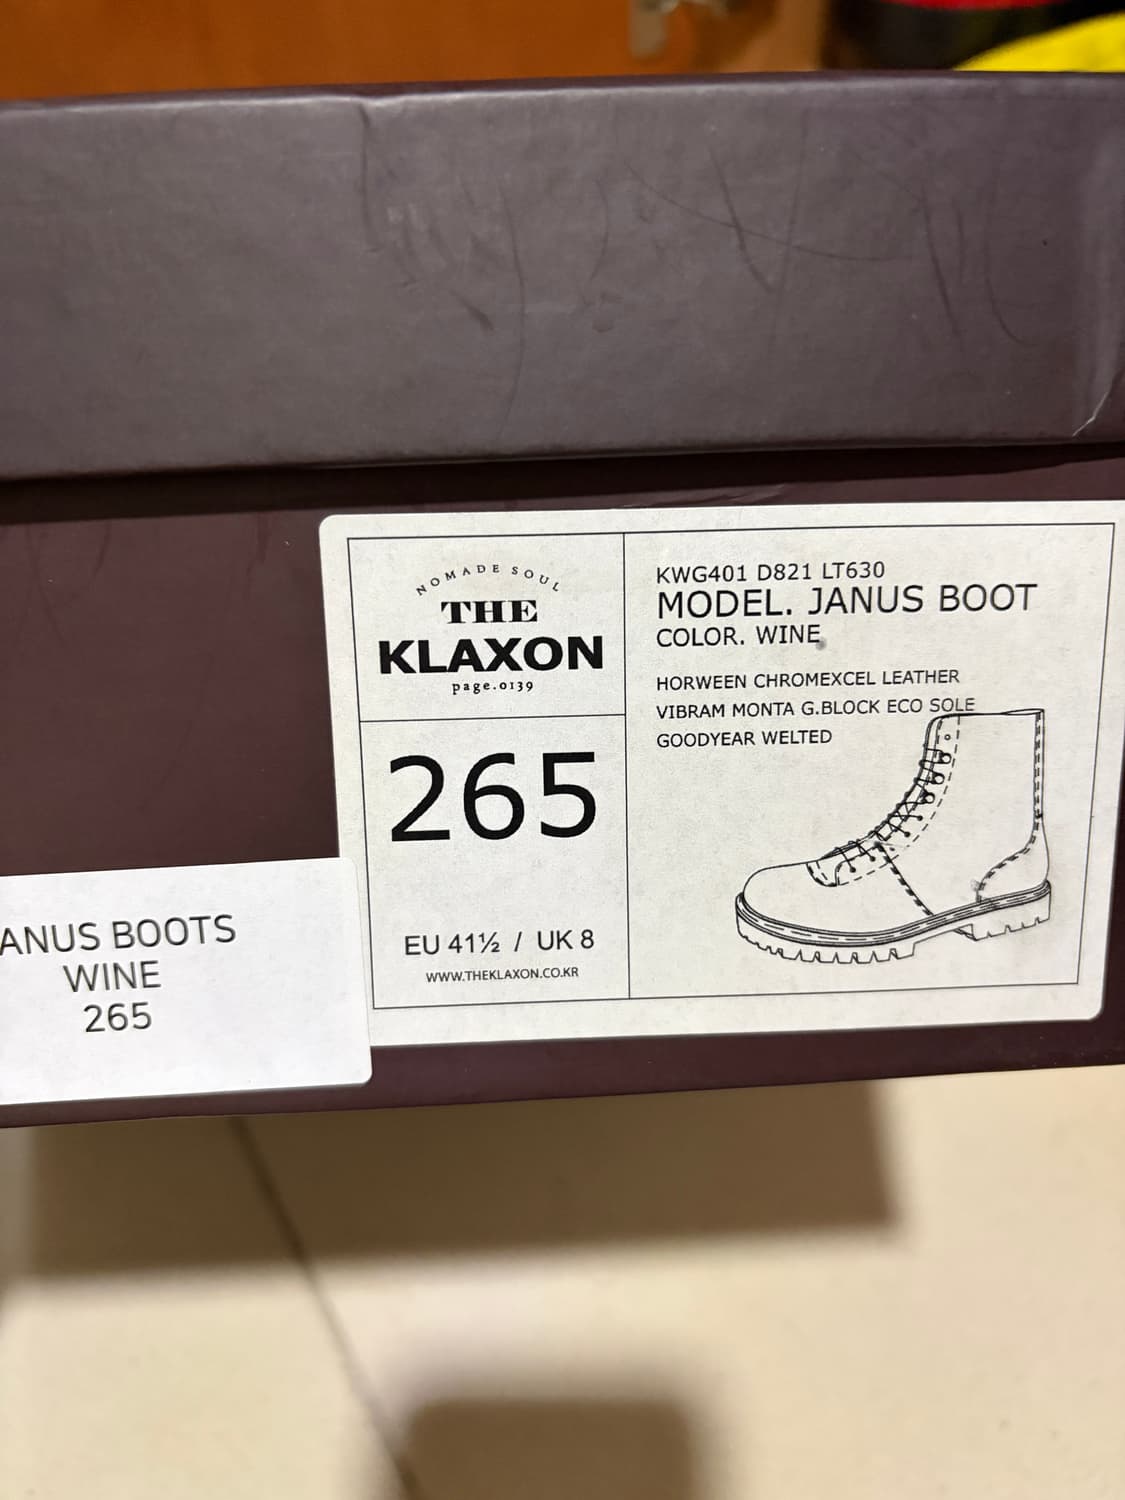 NOMADE SOUL
THE
KLAXON
page.0139
265
EU 41½ / UK 8
WWW.THEKLAXON.CO.KR
KWG401 D821 LT630
MODEL. JANUS BOOT
COLOR. WINE
HORWEEN CHROMEXCEL LEATHER
VIBRAM MONTA G.BLOCK ECO SOLE
GOODYEAR WELTED
ANUS BOOTS
WINE
265